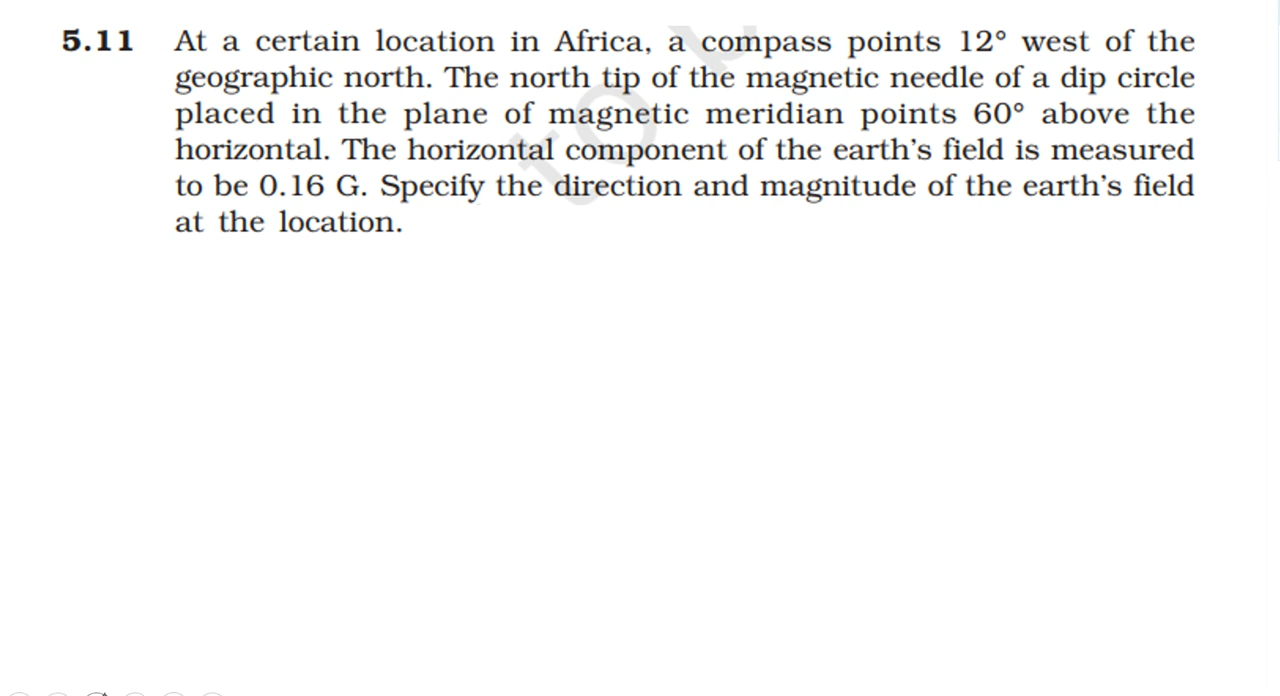 5.11 At a certain location in Africa, a compass points 12° west of the
geographic north. The north tip of the magnetic needle of a dip circle
placed in the plane of magnetic meridian points 60° above the
horizontal. The horizontal component of the earth's field is measured
to be 0.16 G. Specify the direction and magnitude of the earth's field
at the location.
to